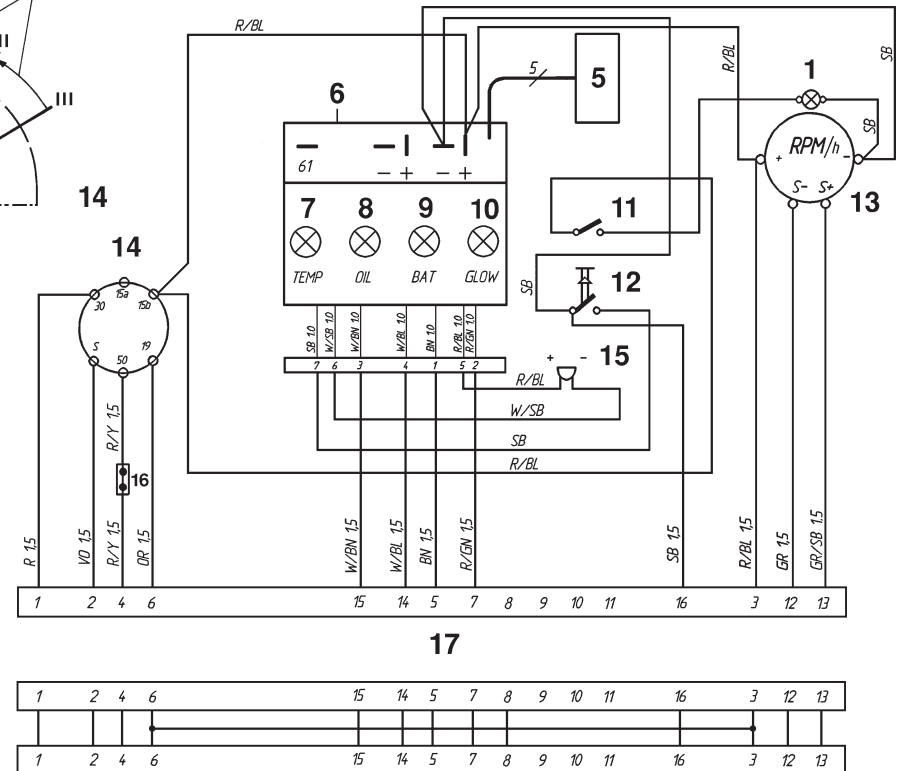 II
III
14
R/BL
6
5
5
R/BL
SB
1
SB
RPM/h
+ -
S- S+
13
61
- + - +
7 8 9 10
TEMP OIL BAT GLOW
11
SB
12
14
30 15a 15b
S 50 19
SB 1.0
W/SB 1.0
W/BN 1.0
W/BL 1.0
BN 1.0
R/BL 1.0
R/GN 1.0
7 6 3 4 1 5 2
+ - 15
R/BL
W/SB
SB
R/BL
R/Y 1,5
16
R 1,5
VO 1,5
R/Y 1,5
OR 1,5
W/BN 1,5
W/BL 1,5
BN 1,5
R/GN 1,5
SB 1,5
R/BL 1,5
GR 1,5
GR/SB 1,5
1 2 4 6 15 14 5 7 8 9 10 11 16 3 12 13
17
1 2 4 6 15 14 5 7 8 9 10 11 16 3 12 13
1 2 4 6 15 14 5 7 8 9 10 11 16 3 12 13